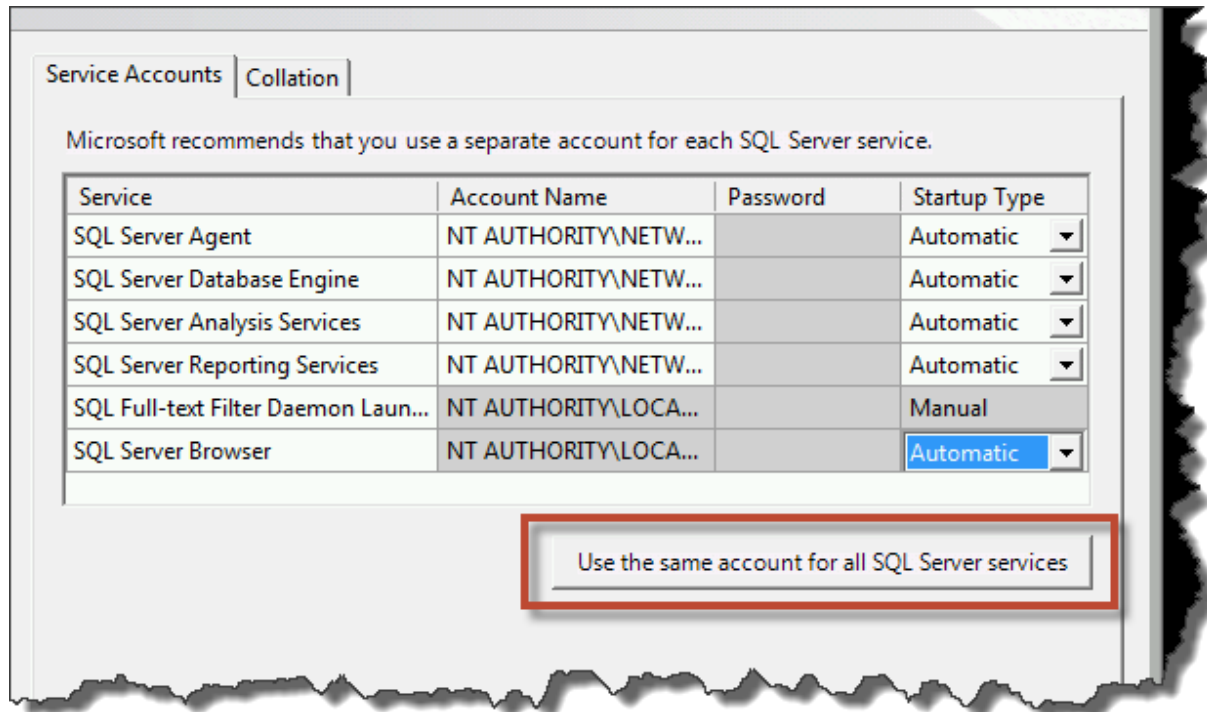 Service Accounts Collation
Microsoft recommends that you use a separate account for each SQL Server service.
Service Account Name Password Startup Type
SQL Server Agent NT AUTHORITY\NETW... Automatic
SQL Server Database Engine NT AUTHORITY\NETW... Automatic
SQL Server Analysis Services NT AUTHORITY\NETW... Automatic
SQL Server Reporting Services NT AUTHORITY\NETW... Automatic
SQL Full-text Filter Daemon Laun... NT AUTHORITY\LOCA... Manual
SQL Server Browser NT AUTHORITY\LOCA... Automatic
Use the same account for all SQL Server services